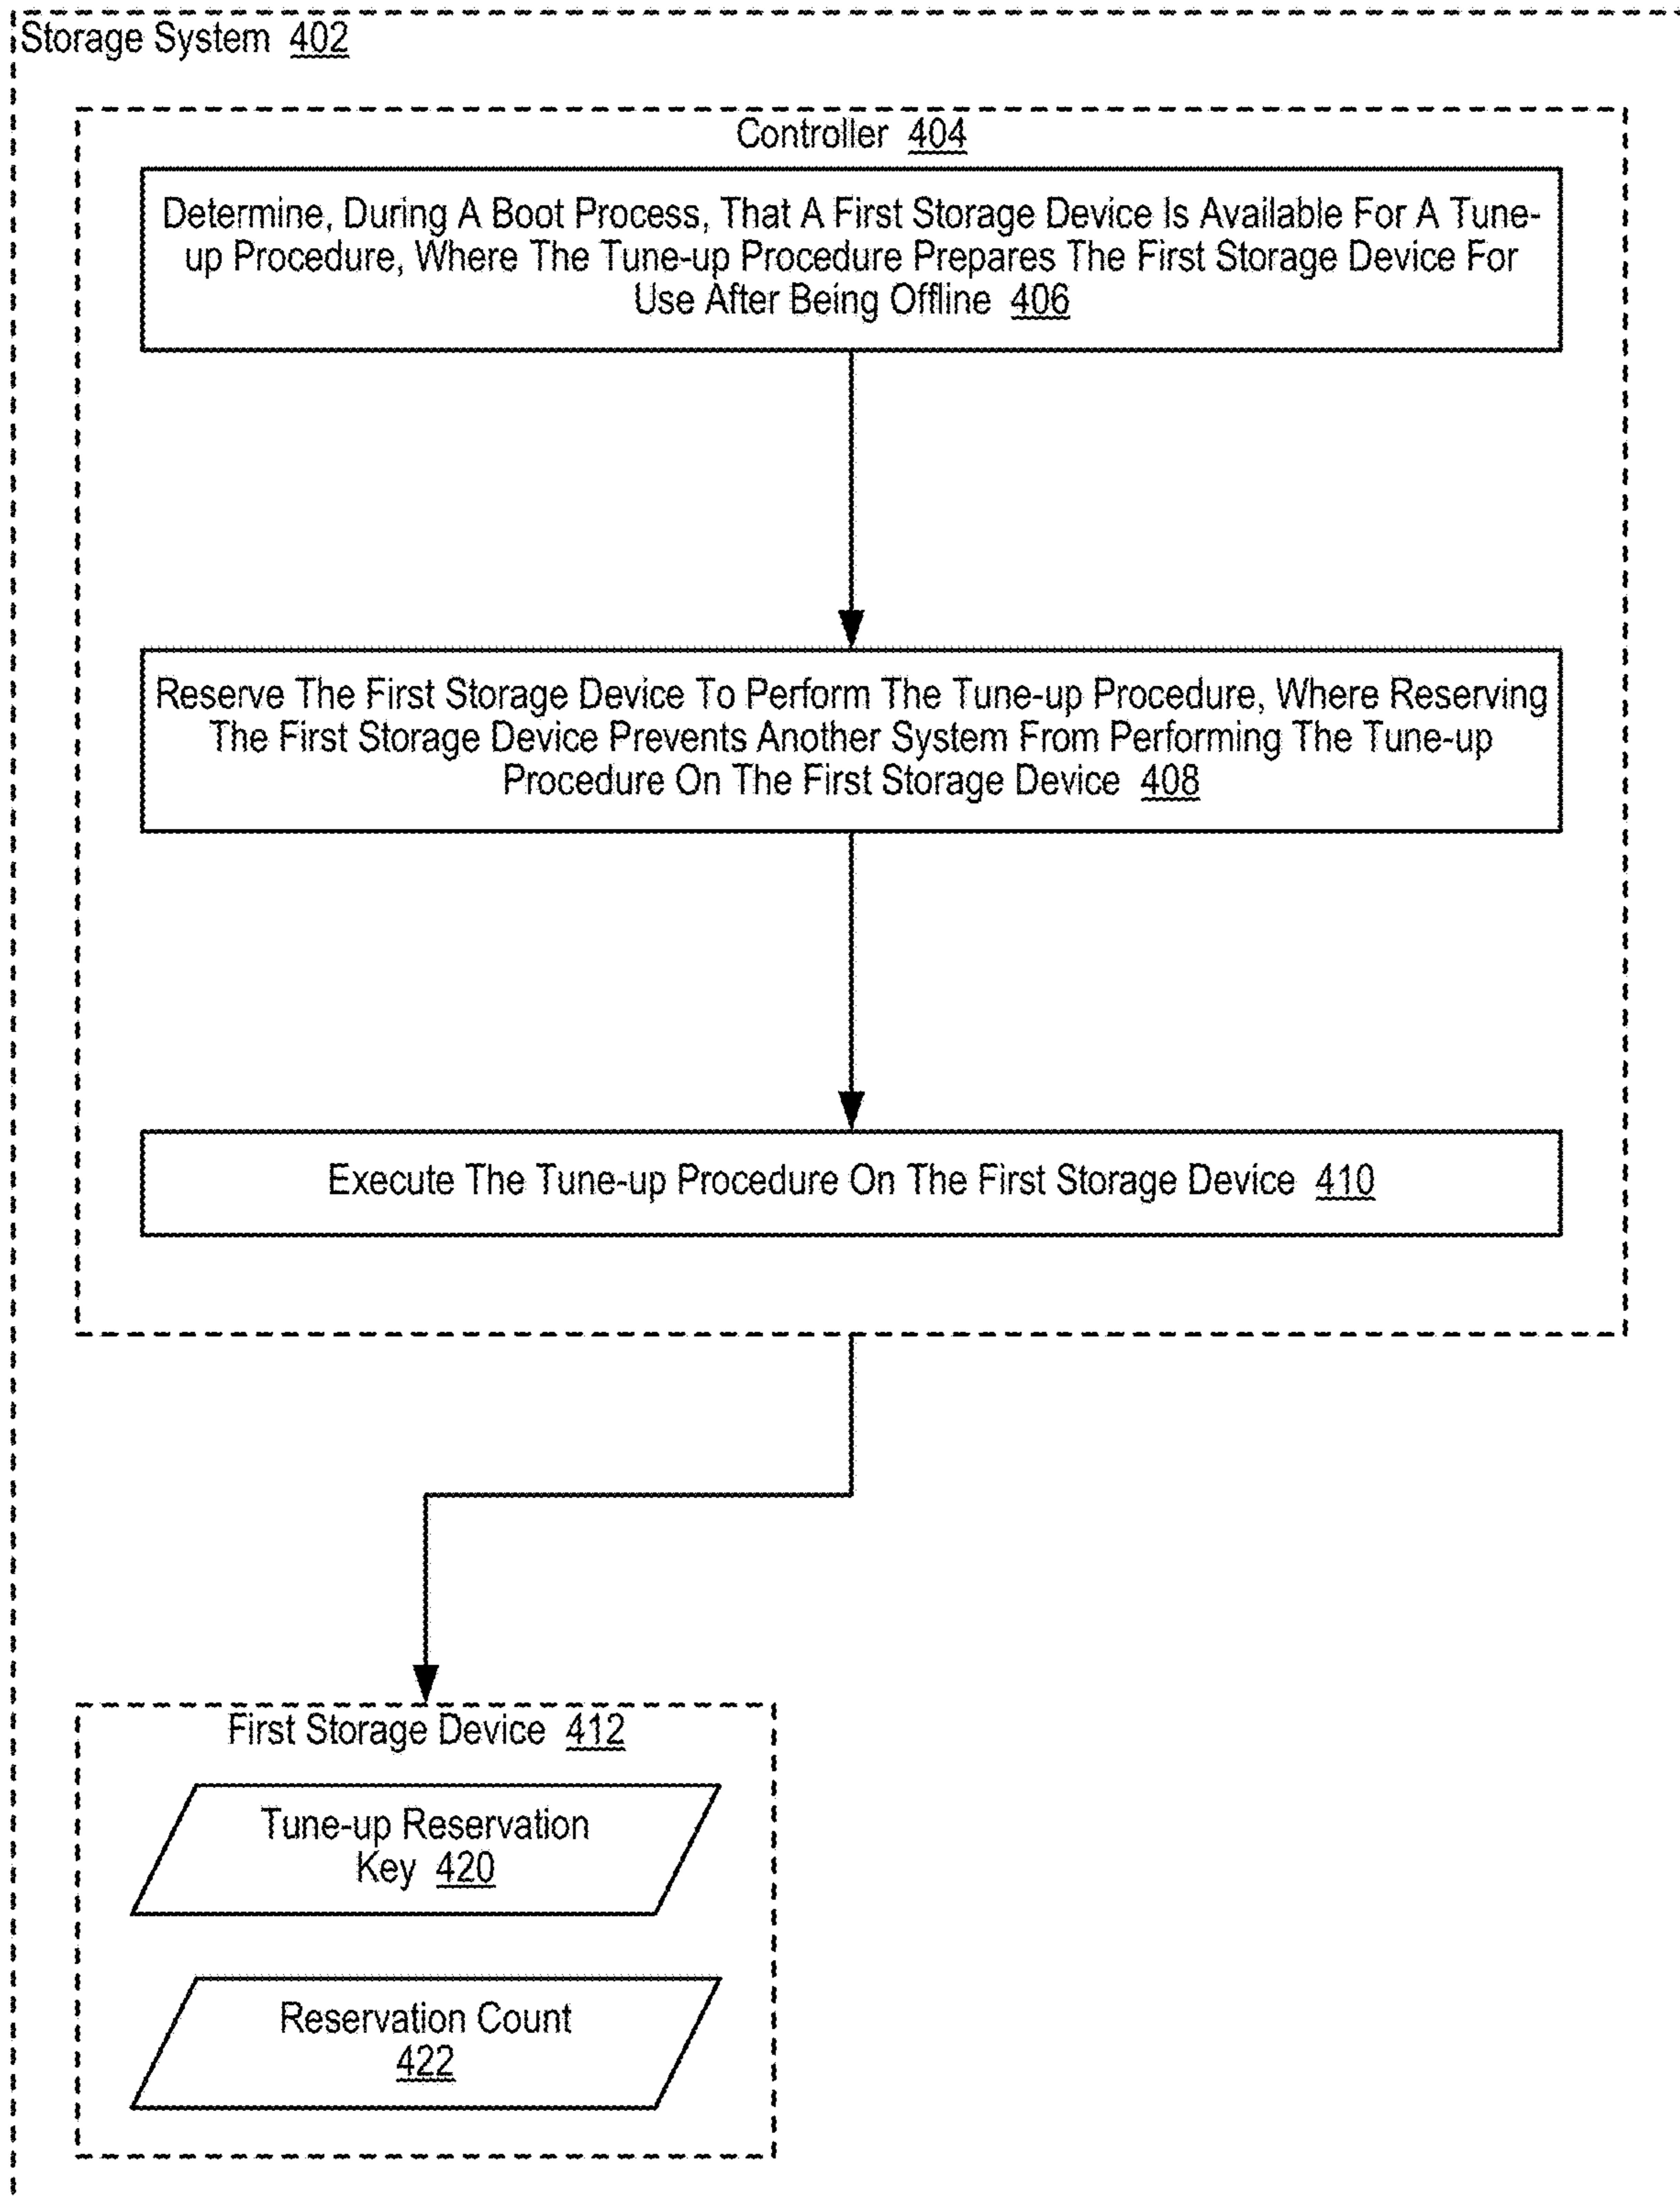 Storage System 402
Controller 404
Determine, During A Boot Process, That A First Storage Device Is Available For A Tune-
up Procedure, Where The Tune-up Procedure Prepares The First Storage Device For
Use After Being Offline 406
Reserve The First Storage Device To Perform The Tune-up Procedure, Where Reserving
The First Storage Device Prevents Another System From Performing The Tune-up
Procedure On The First Storage Device 408
Execute The Tune-up Procedure On The First Storage Device 410
First Storage Device 412
Tune-up Reservation
Key 420
Reservation Count
422